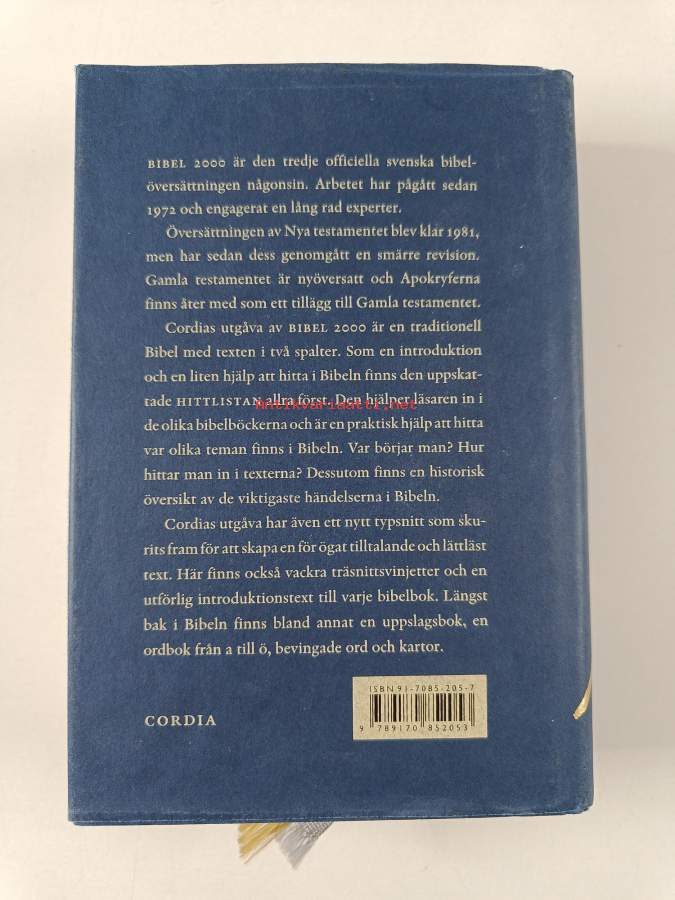 BIBEL 2000 är den tredje officiella svenska bibel-
översättningen någonsin. Arbetet har pågått sedan
1972 och engagerat en lång rad experter.
Översättningen av Nya testamentet blev klar 1981,
men har sedan dess genomgått en smärre revision.
Gamla testamentet är nyöversatt och Apokryferna
finns åter med som ett tillägg till Gamla testamentet.
Cordias utgåva av BIBEL 2000 är en traditionell
Bibel med texten i två spalter. Som en introduktion
och en liten hjälp att hitta i Bibeln finns den uppskat-
tade HITTLISTAN allra först. Den hjälper läsaren in i
Antikvariaatti.net
de olika bibelböckerna och är en praktisk hjälp att hitta
var olika teman finns i Bibeln. Var börjar man? Hur
hittar man in i texterna? Dessutom finns en historisk
översikt av de viktigaste händelserna i Bibeln.
Cordias utgåva har även ett nytt typsnitt som sku-
rits fram för att skapa en för ögat tilltalande och lättläst
text. Här finns också vackra träsnittsvinjetter och en
utförlig introduktionstext till varje bibelbok. Längst
bak i Bibeln finns bland annat en uppslagsbok, en
ordbok från a till ö, bevingade ord och kartor.
ISBN 91-7085-205-7
CORDIA
9 789170 852053